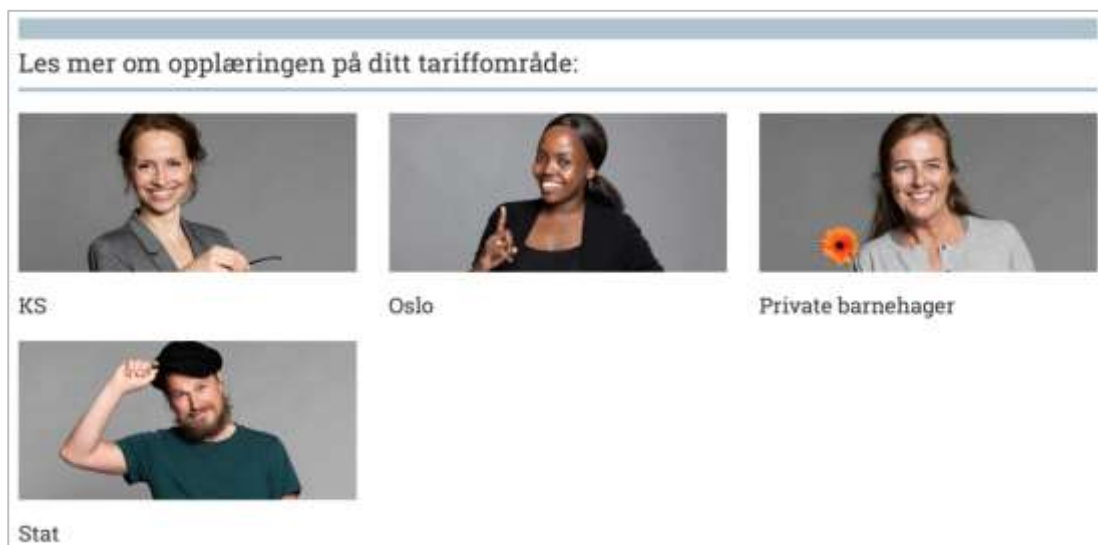 Les mer om opplæringen på ditt tariffområde:
KS
Oslo
Private barnehager
Stat